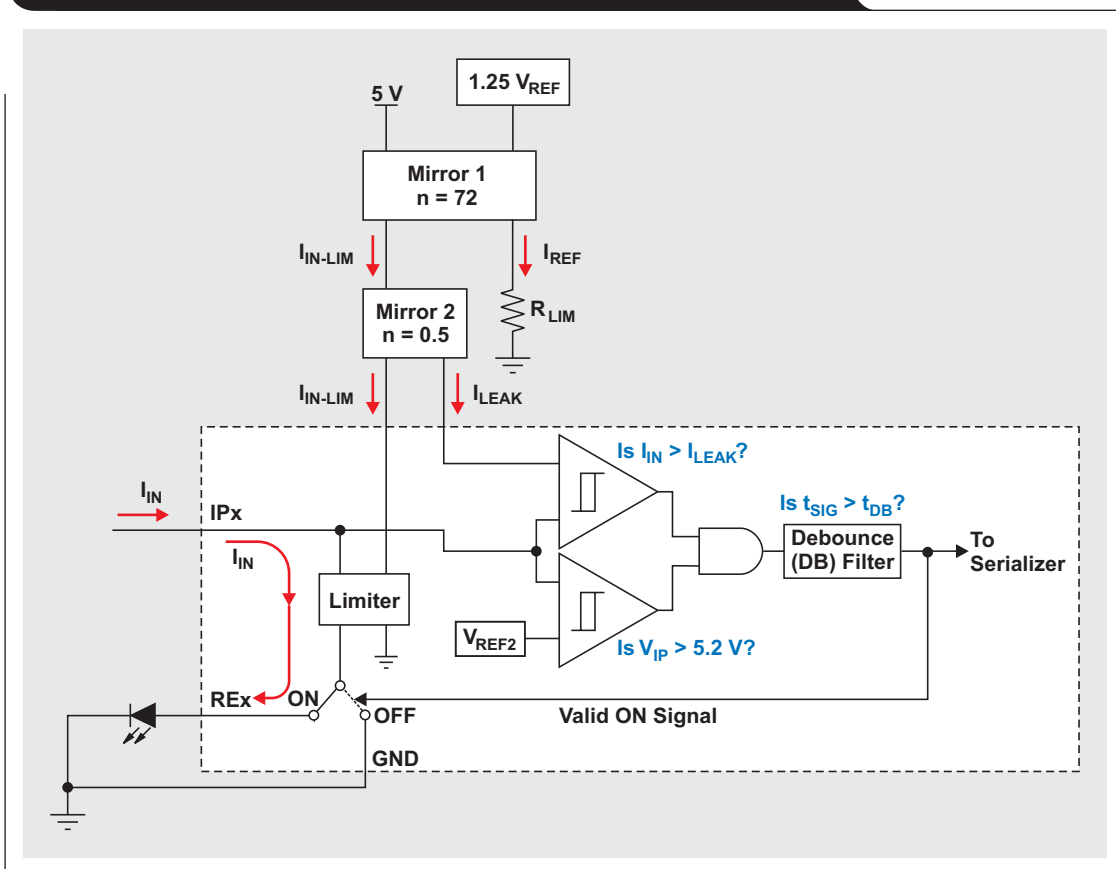 5 V
1.25 VREF
Mirror 1
n = 72
IIN-LIM
IREF
Mirror 2
n = 0.5
RLIM
IIN-LIM
ILEAK
Is IIN > ILEAK?
IIN
IPx
Is tSIG > tDB?
IIN
Debounce
(DB) Filter
To
Serializer
Limiter
VREF2
Is VIP > 5.2 V?
REx
ON
OFF
Valid ON Signal
GND